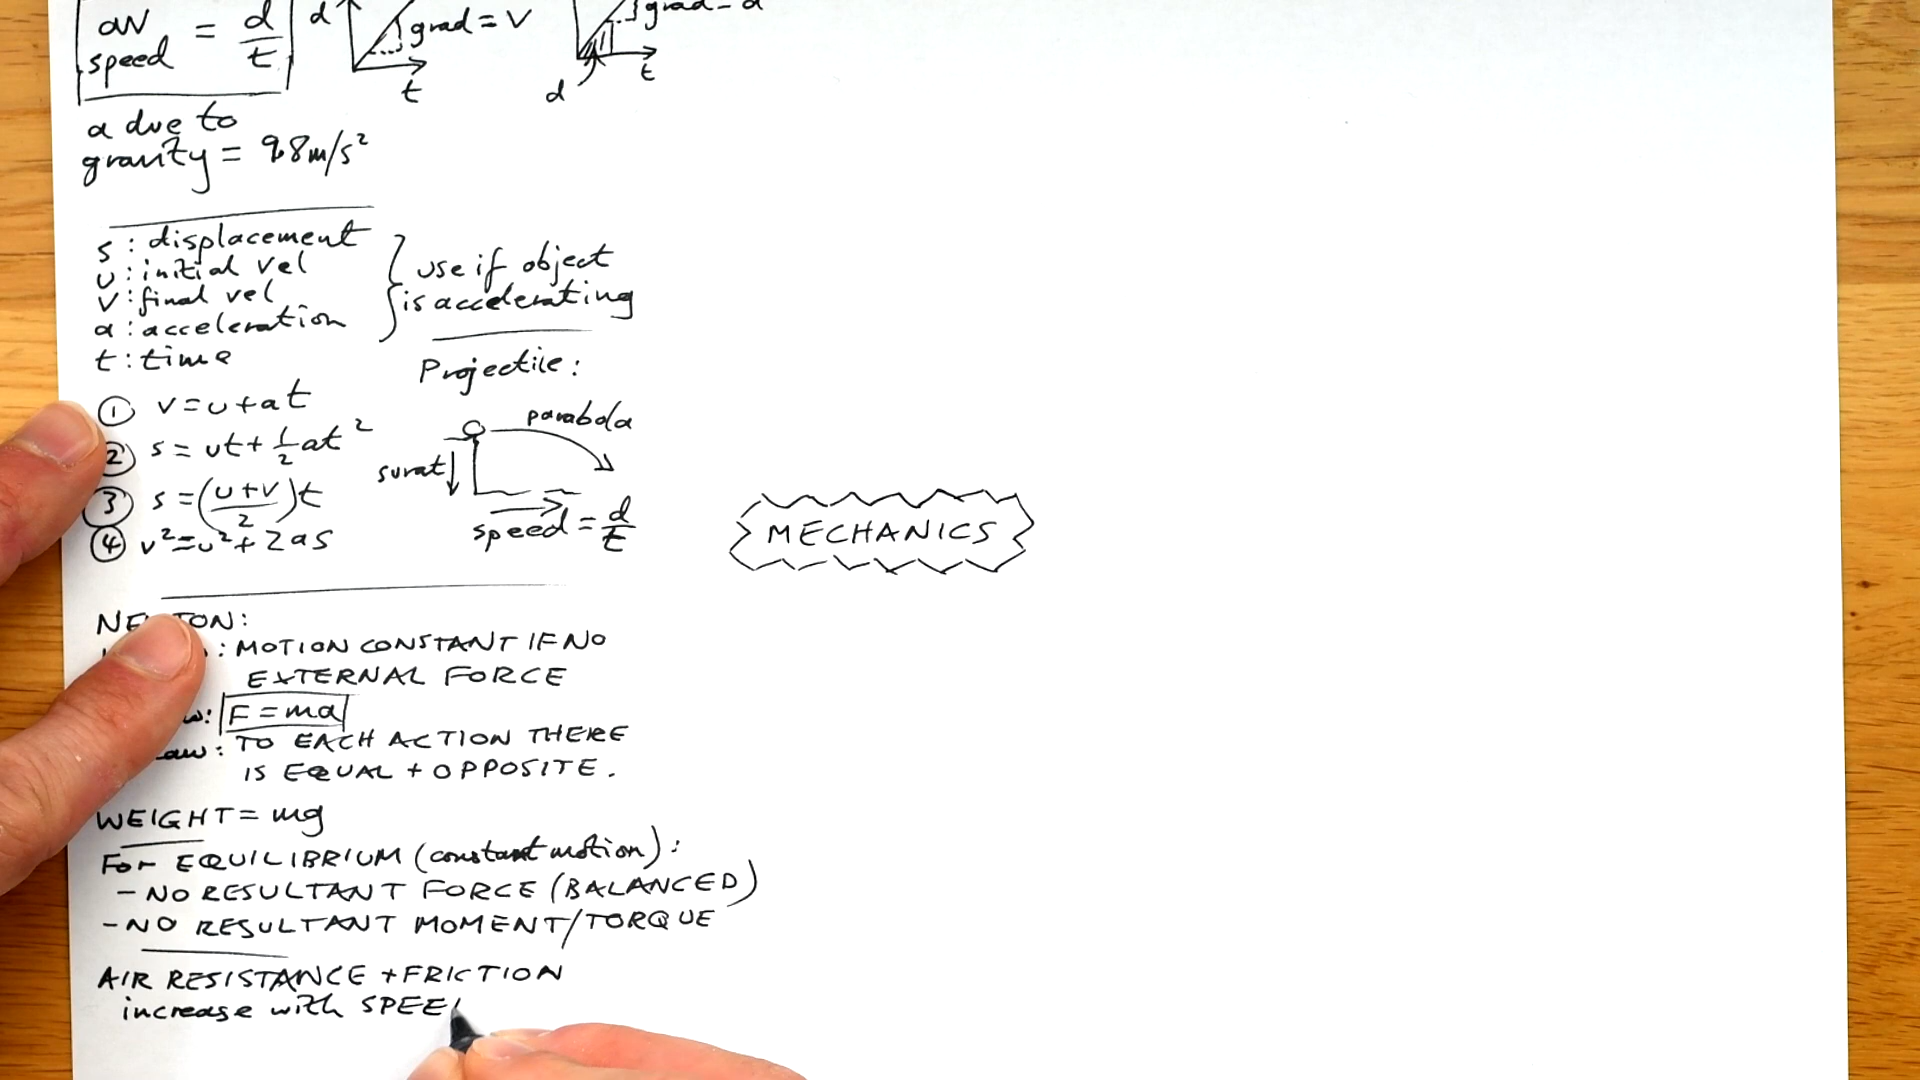 av
speed = d/t
d
grad = v
t
grad = a
t
d
a due to
gravity = 9.8m/s²
s : displacement
u : initial vel
v : final vel
a : acceleration
t : time
use if object
is accelerating
① v = u + at
② s = ut + 1/2 at²
③ s = (u+v/2)t
④ v² = u² + 2as
Projectile :
parabola
suvat
speed = d/t
MECHANICS
: MOTION CONSTANT IF NO
EXTERNAL FORCE
F = ma
: TO EACH ACTION THERE
IS EQUAL + OPPOSITE.
WEIGHT = mg
For EQUILIBRIUM (constant motion) :
- NO RESULTANT FORCE (BALANCED)
- NO RESULTANT MOMENT/TORQUE
AIR RESISTANCE + FRICTION
increase with SPEE